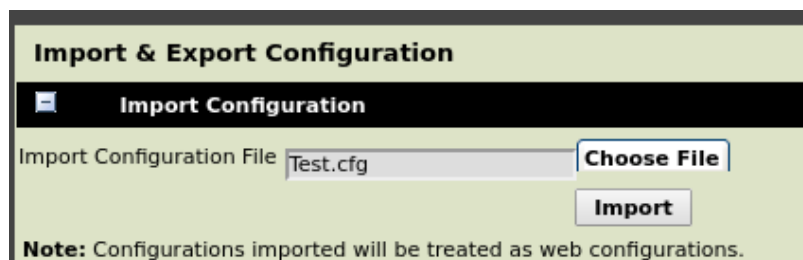 Import & Export Configuration
Import Configuration
Import Configuration File Test.cfg Choose File
Import
Note: Configurations imported will be treated as web configurations.